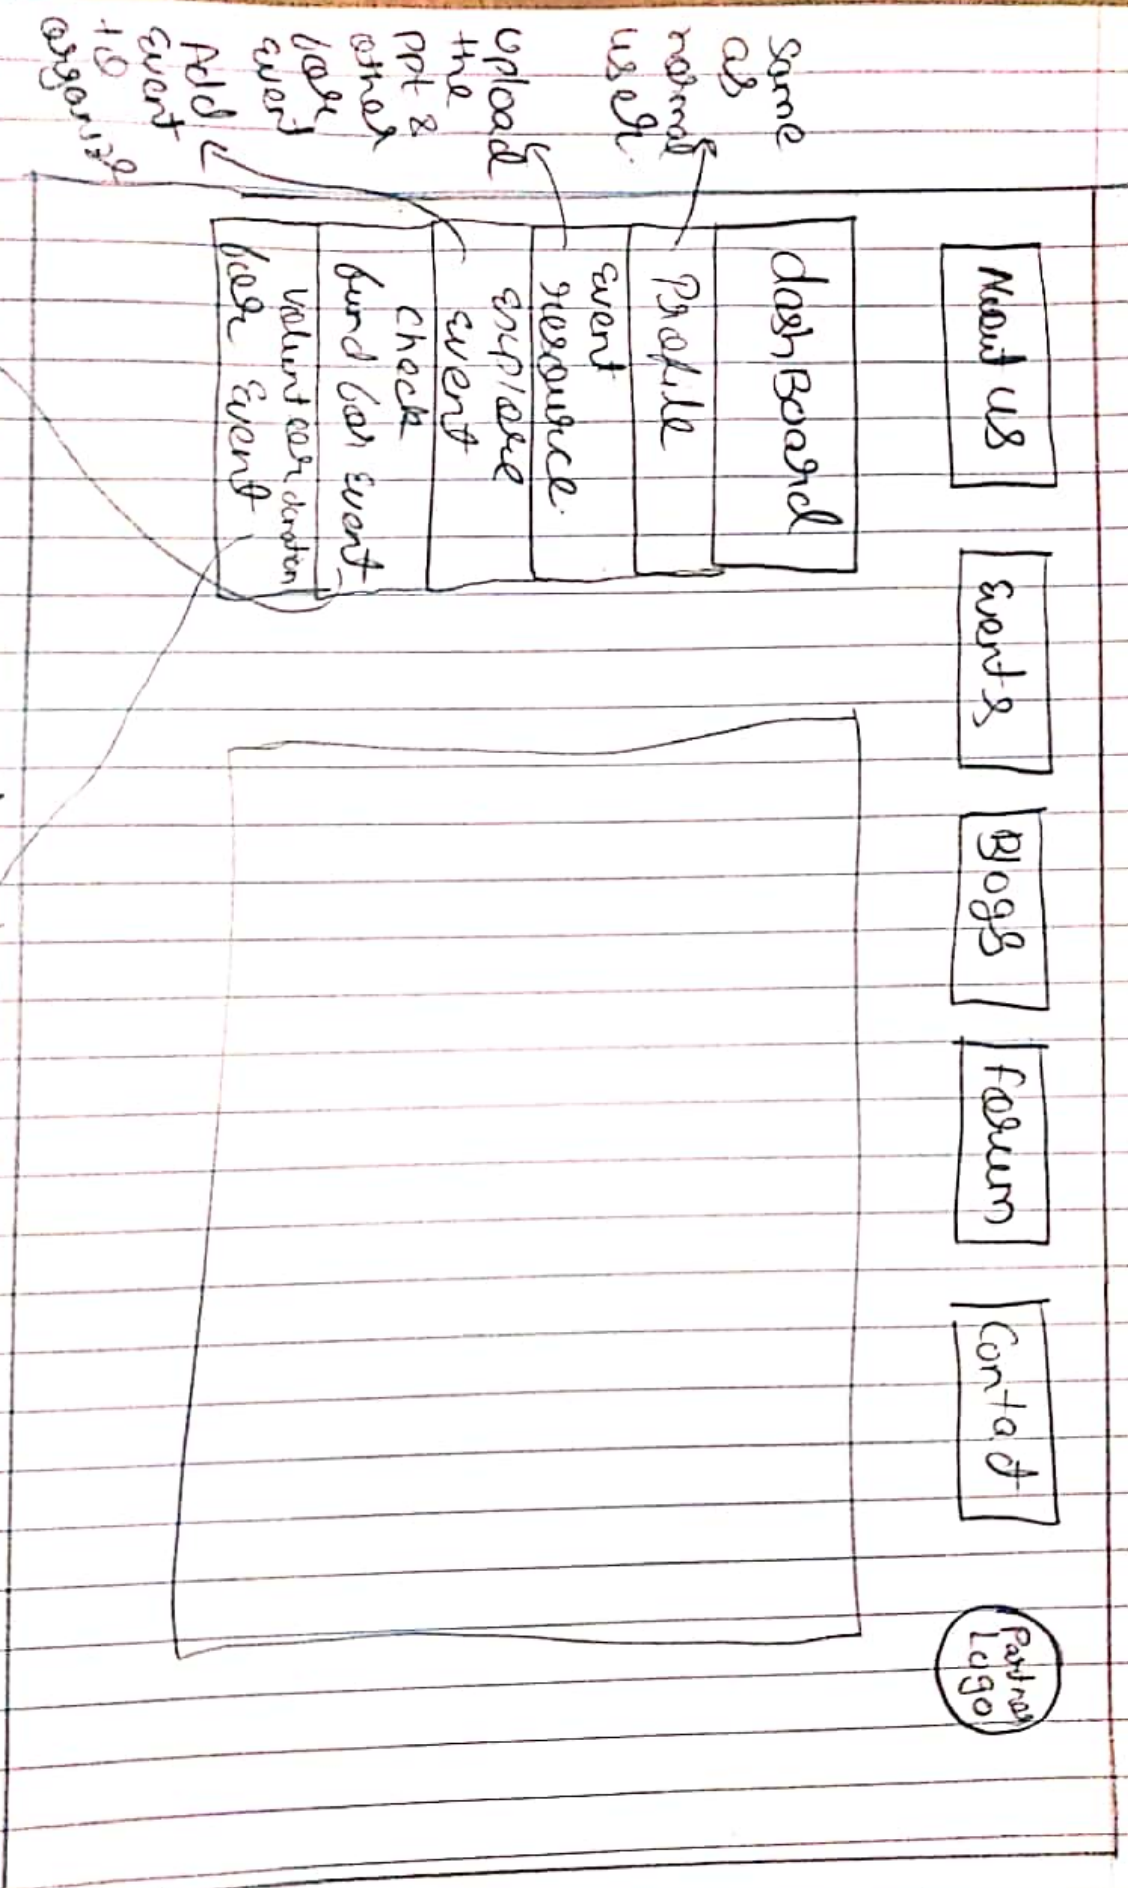 About us
Events
Blogs
Forum
Contact
Partner
Logo
dashBoard
Profile
Event
resource.
Explore
Event
Check
fund for Event
Volunteer donation
for Event
Same
as
normal
user.
Upload
the
PPt &
other
for
event
Add
Event
to
organize